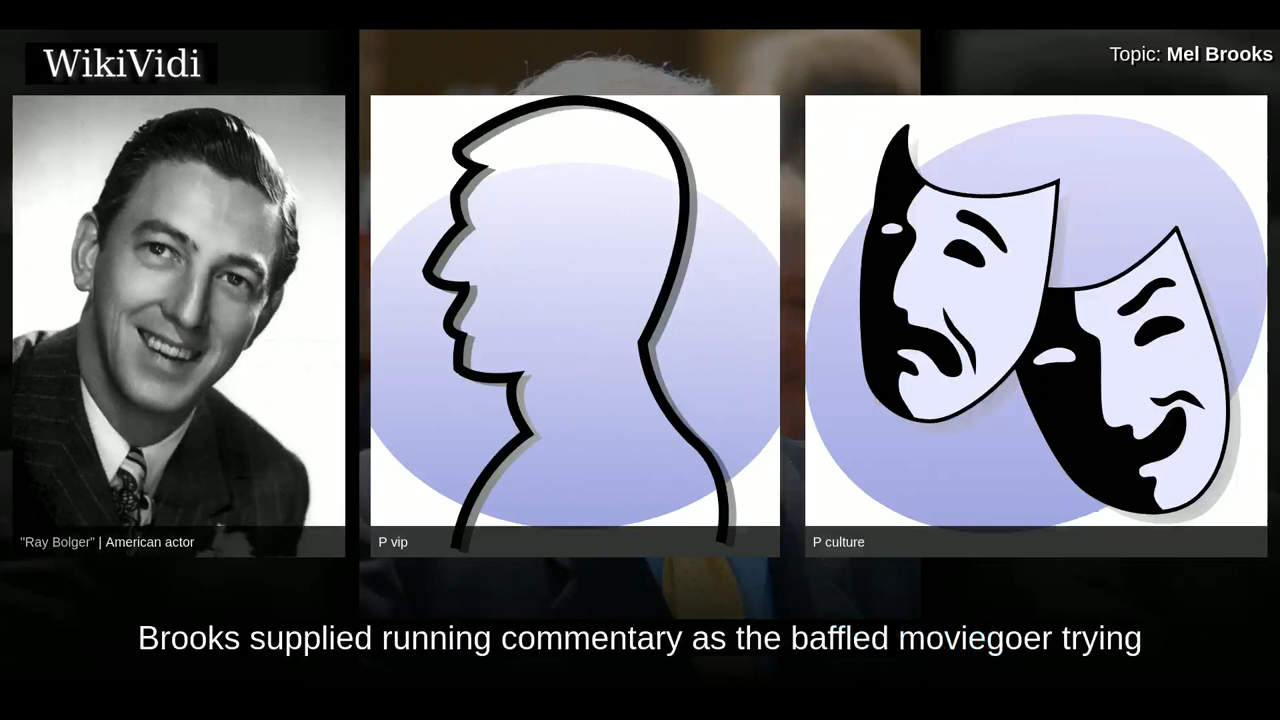 WikiVidi
Topic: Mel Brooks
"Ray Bolger" | American actor
P vip
P culture
Brooks supplied running commentary as the baffled moviegoer trying